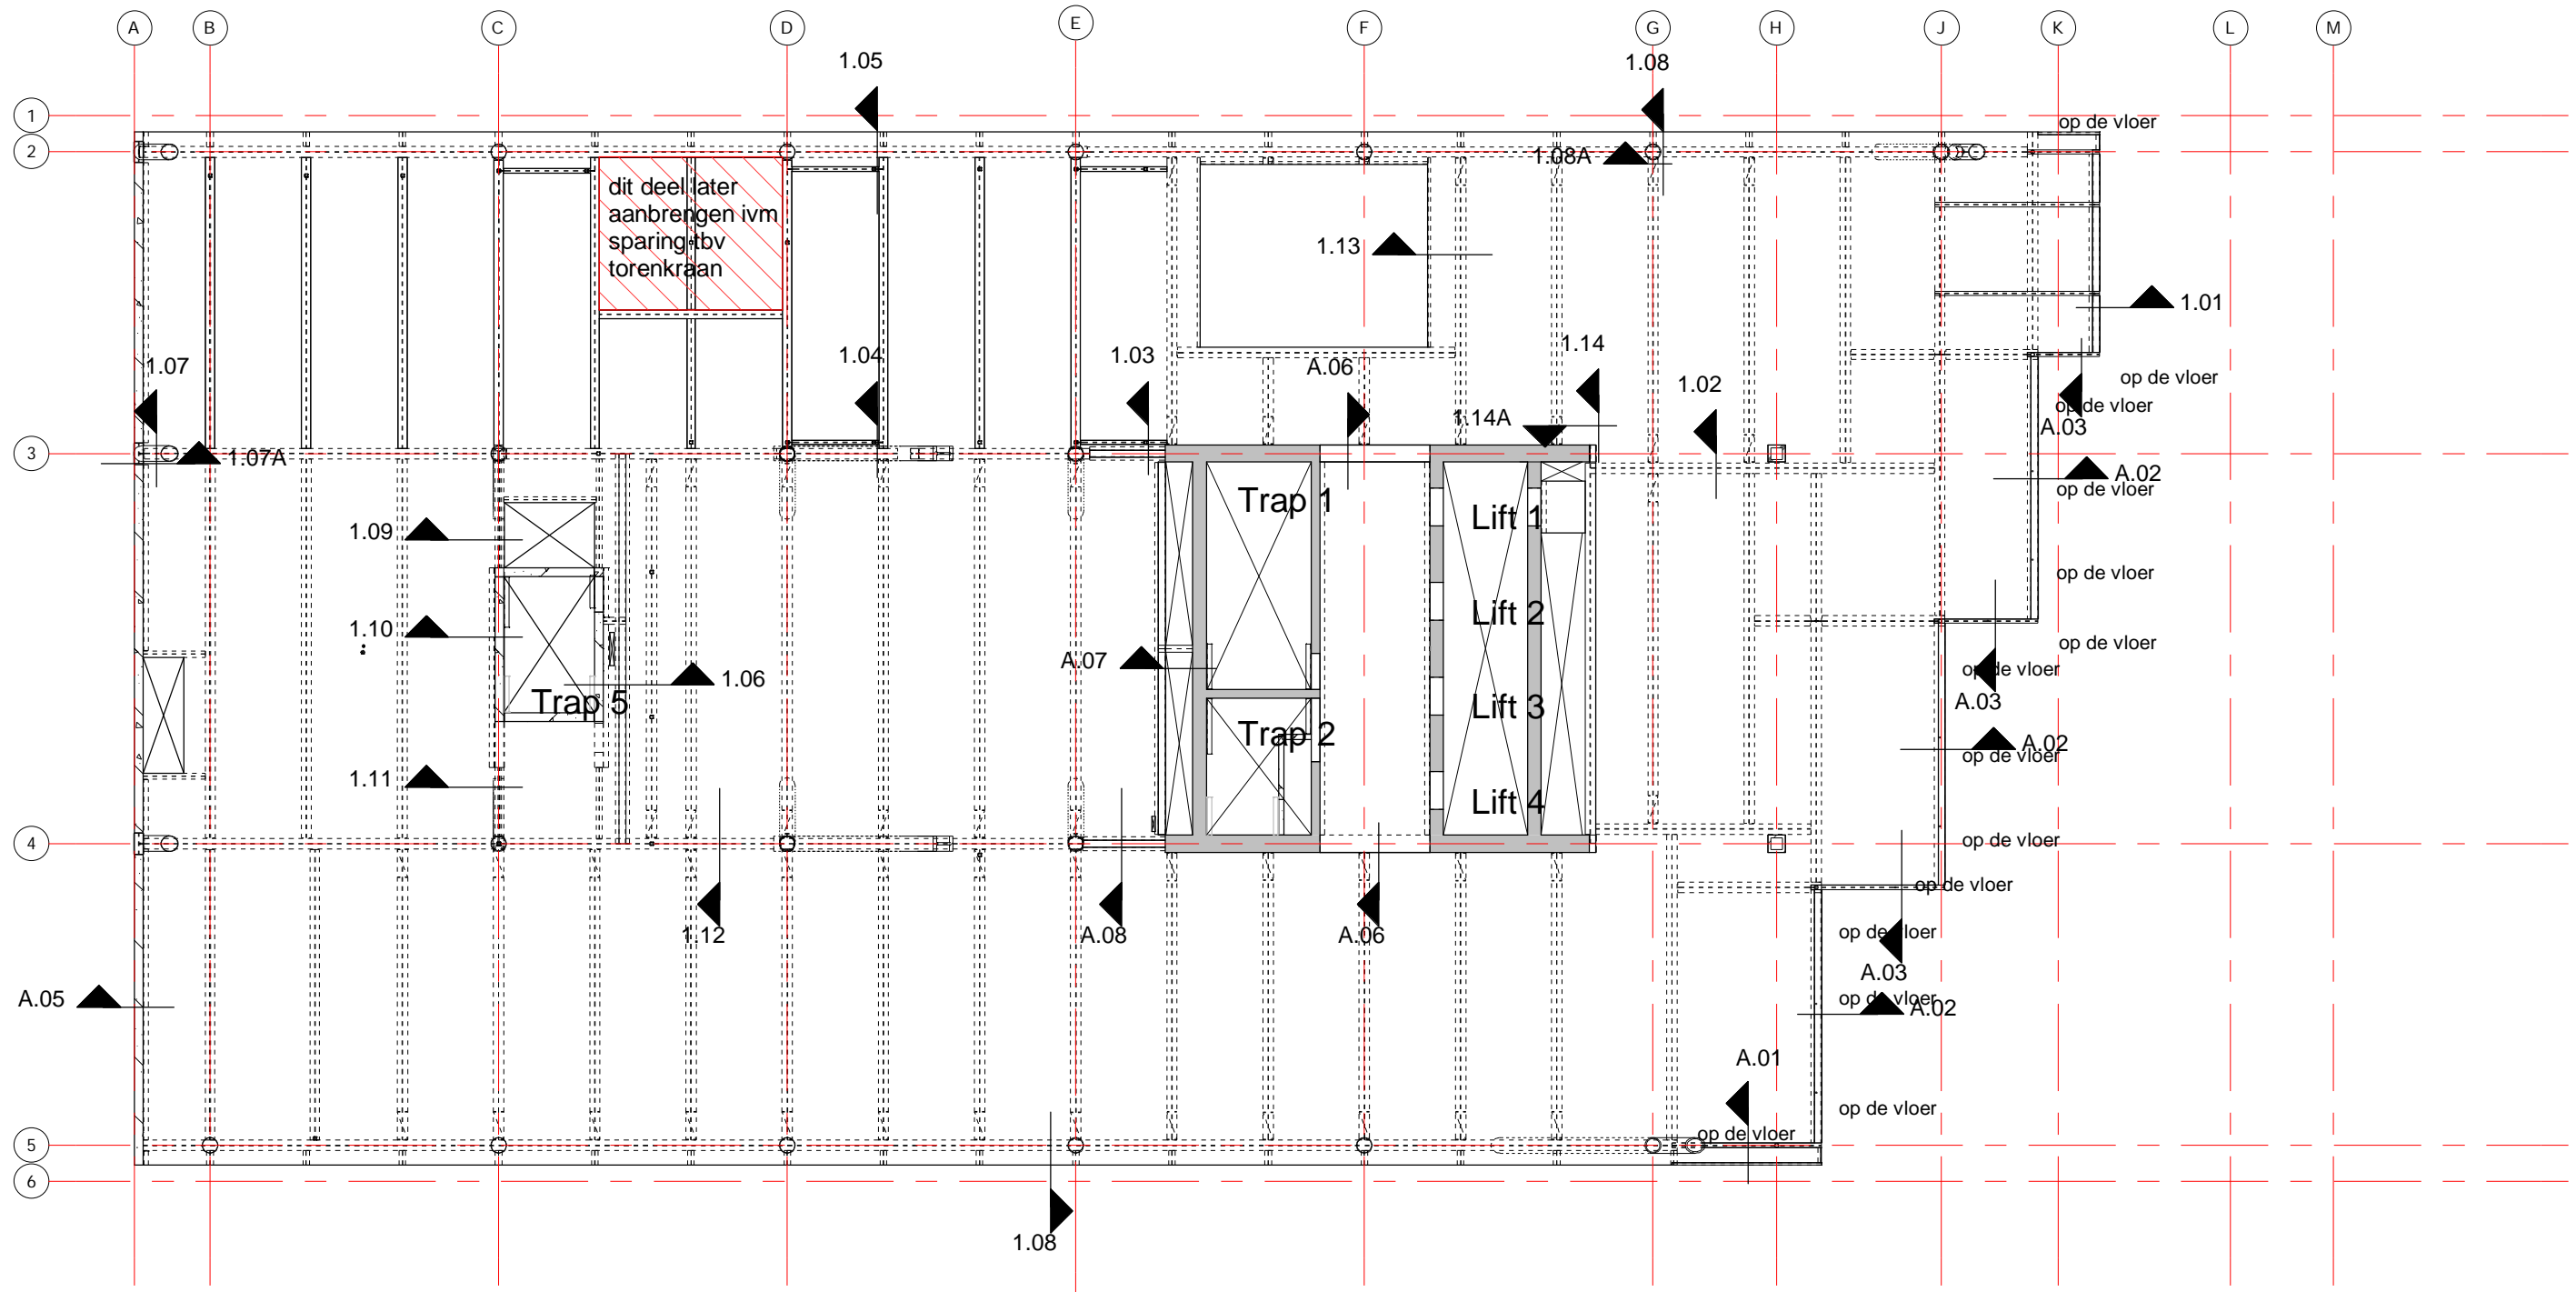 A
B
C
D
E
F
G
H
J
K
L
M
1.05
1.08
1
op de vloer
2
1.08A
dit deel later
aanbrengen ivm
sparing tbv
torenkraan
1.13
1.01
1.07
1.04
1.03
A.06
1.14
1.02
op de vloer
op de vloer
1.14A
A.03
3
1.07A
A.02
op de vloer
Trap 1
Lift 1
1.09
op de vloer
Lift 2
1.10
op de vloer
A.07
op de vloer
1.06
Trap 5
A.03
Lift 3
Trap 2
A.02
op de vloer
1.11
Lift 4
4
op de vloer
op de vloer
1.12
A.08
A.06
op de vloer
A.03
A.05
op de vloer
A.02
A.01
op de vloer
op de vloer
5
6
1.08